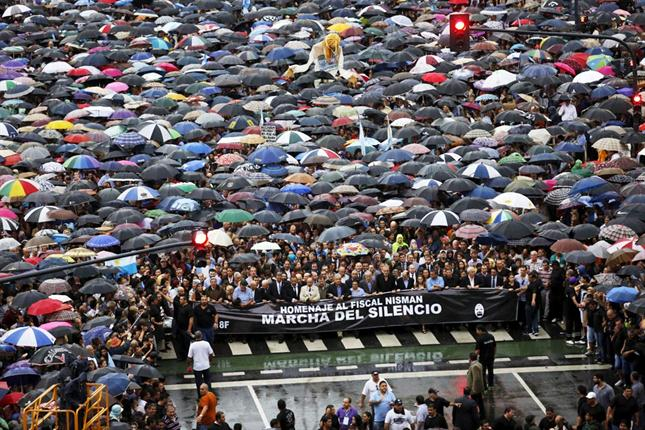 HOMENAJE AL FISCAL NISMAN
8F MARCHA DEL SILENCIO